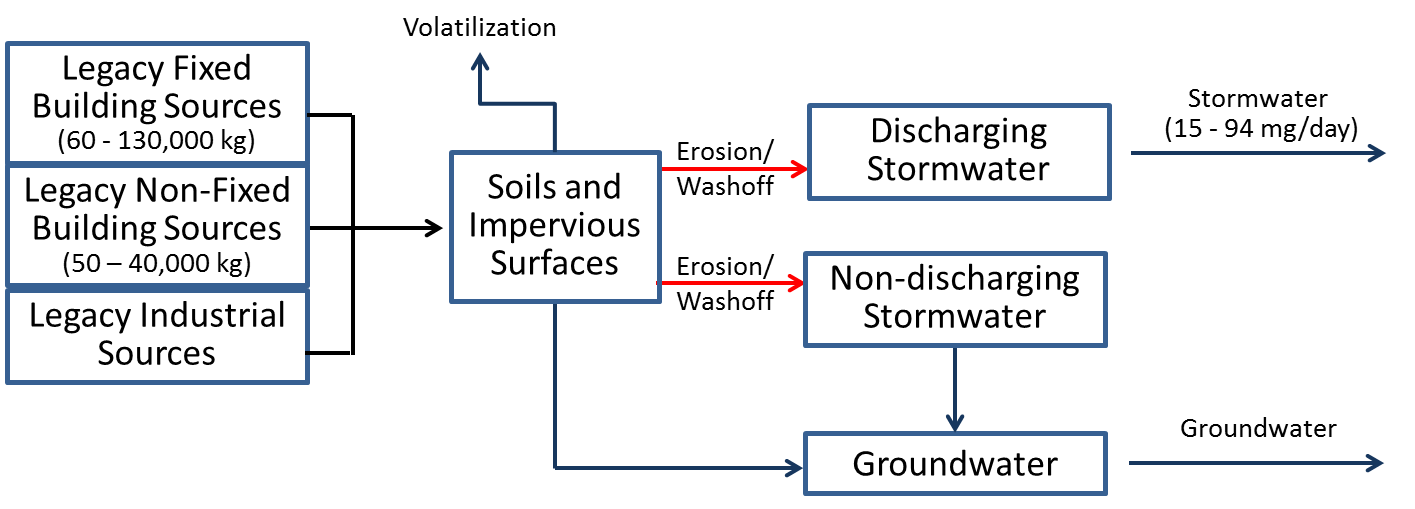 Volatilization
Legacy Fixed
Building Sources
(60 - 130,000 kg)
Legacy Non-Fixed
Building Sources
(50 – 40,000 kg)
Legacy Industrial
Sources
Soils and
Impervious
Surfaces
Erosion/
Washoff
Erosion/
Washoff
Discharging
Stormwater
Non-discharging
Stormwater
Groundwater
Stormwater
(15 - 94 mg/day)
Groundwater